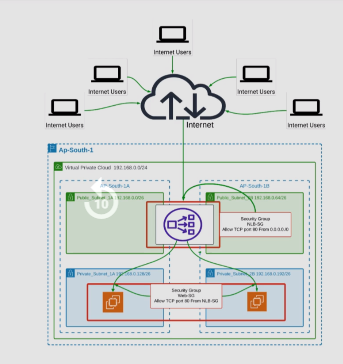 Internet Users
Internet Users
Internet Users
Internet Users
Internet Users
Internet
Ap-South-1
Virtual Private Cloud 192.168.0.0/24
AP-South-1A
AP-South-1B
Public_Subnet_1A 192.168.0.0/26
Public_Subnet_1B 192.168.0.64/26
Security Group
NLB-SG
Allow TCP port 80 From 0.0.0.0/0
Private_Subnet_1A 192.168.0.128/26
Private_Subnet_1B 192.168.0.192/26
Security Group
Web-SG
Allow TCP port 80 From NLB-SG